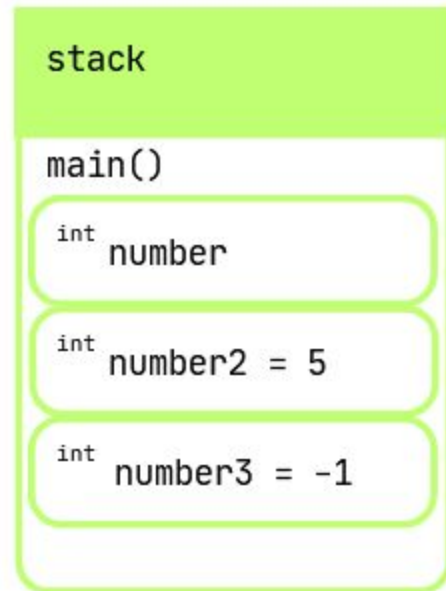 stack
main()
int number
int number2 = 5
int number3 = -1